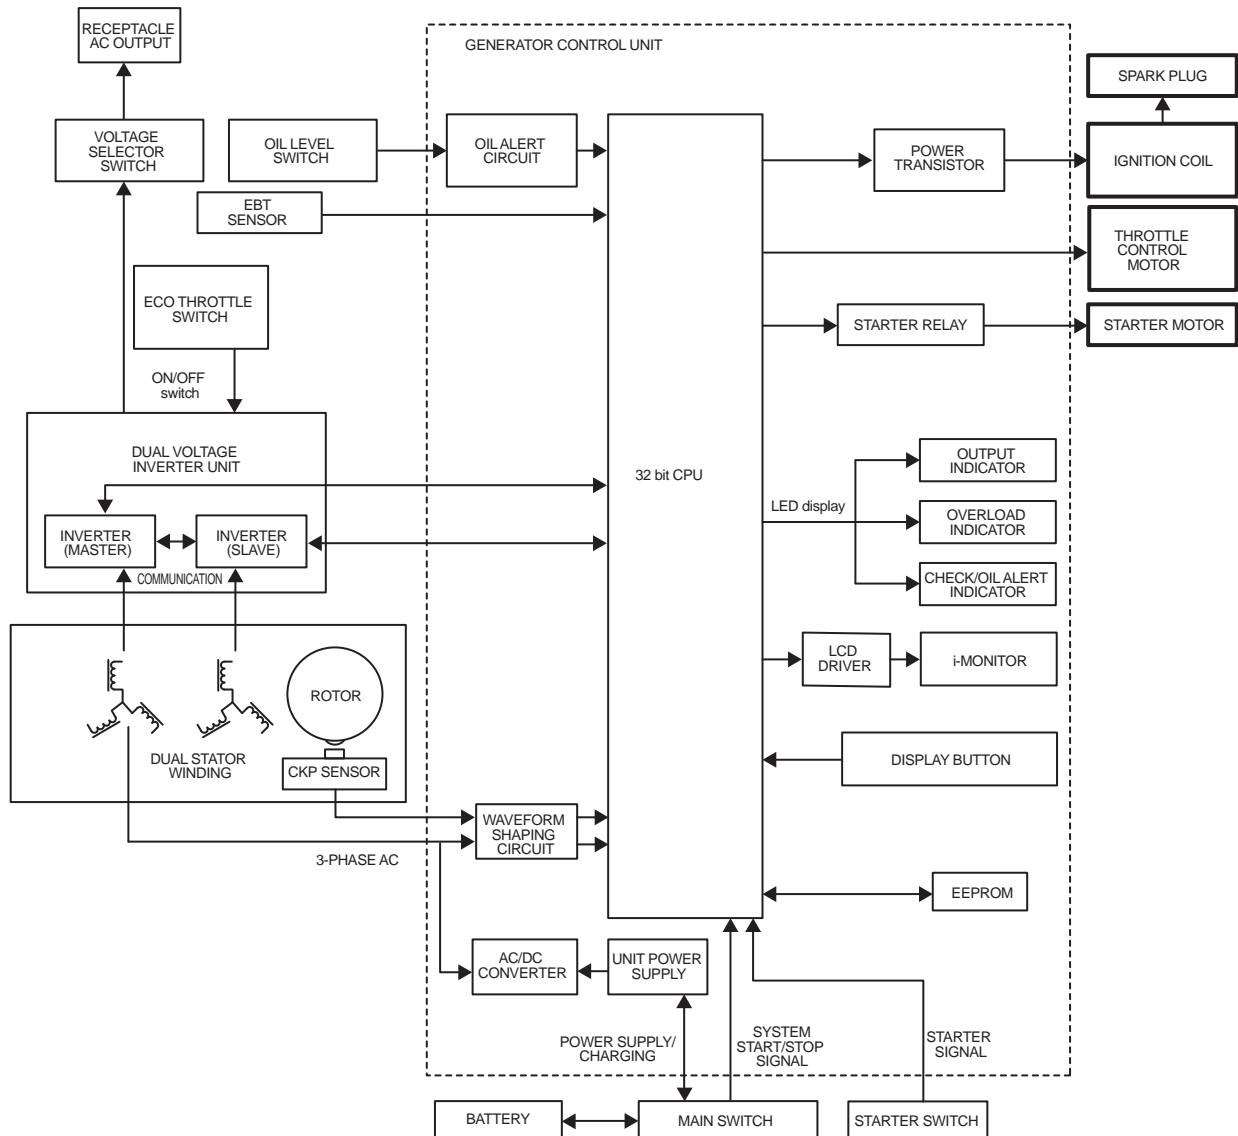 RECEPTACLE
AC OUTPUT
GENERATOR CONTROL UNIT
SPARK PLUG
VOLTAGE
SELECTOR
SWITCH
OIL LEVEL
SWITCH
OIL ALERT
CIRCUIT
POWER
TRANSISTOR
IGNITION COIL
EBT
SENSOR
THROTTLE
CONTROL
MOTOR
ECO THROTTLE
SWITCH
STARTER RELAY
STARTER MOTOR
ON/OFF
switch
DUAL VOLTAGE
INVERTER UNIT
32 bit CPU
OUTPUT
INDICATOR
LED display
OVERLOAD
INDICATOR
INVERTER
(MASTER)
INVERTER
(SLAVE)
COMMUNICATION
CHECK/OIL ALERT
INDICATOR
LCD
DRIVER
i-MONITOR
ROTOR
DUAL STATOR
WINDING
CKP SENSOR
DISPLAY BUTTON
WAVEFORM
SHAPING
CIRCUIT
3-PHASE AC
EEPROM
AC/DC
CONVERTER
UNIT POWER
SUPPLY
POWER SUPPLY/
CHARGING
SYSTEM
START/STOP
SIGNAL
STARTER
SIGNAL
BATTERY
MAIN SWITCH
STARTER SWITCH